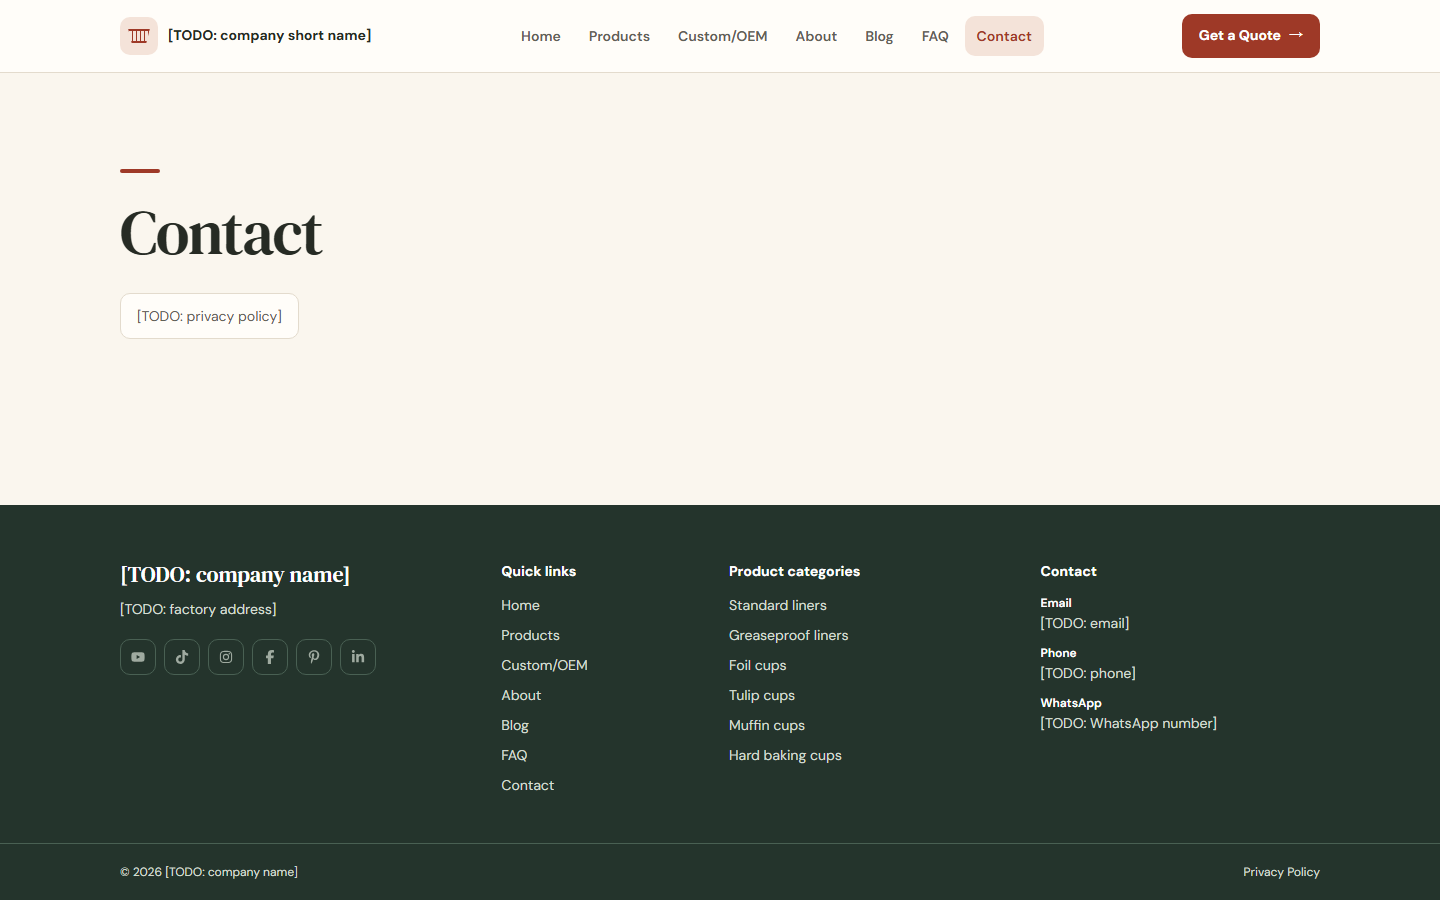 [TODO: company short name]
Home
Products
Custom/OEM
About
Blog
FAQ
Contact
Get a Quote →
Contact
[TODO: privacy policy]
[TODO: company name]
[TODO: factory address]
Quick links
Home
Products
Custom/OEM
About
Blog
FAQ
Contact
Product categories
Standard liners
Greaseproof liners
Foil cups
Tulip cups
Muffin cups
Hard baking cups
Contact
Email
[TODO: email]
Phone
[TODO: phone]
WhatsApp
[TODO: WhatsApp number]
© 2026 [TODO: company name]
Privacy Policy